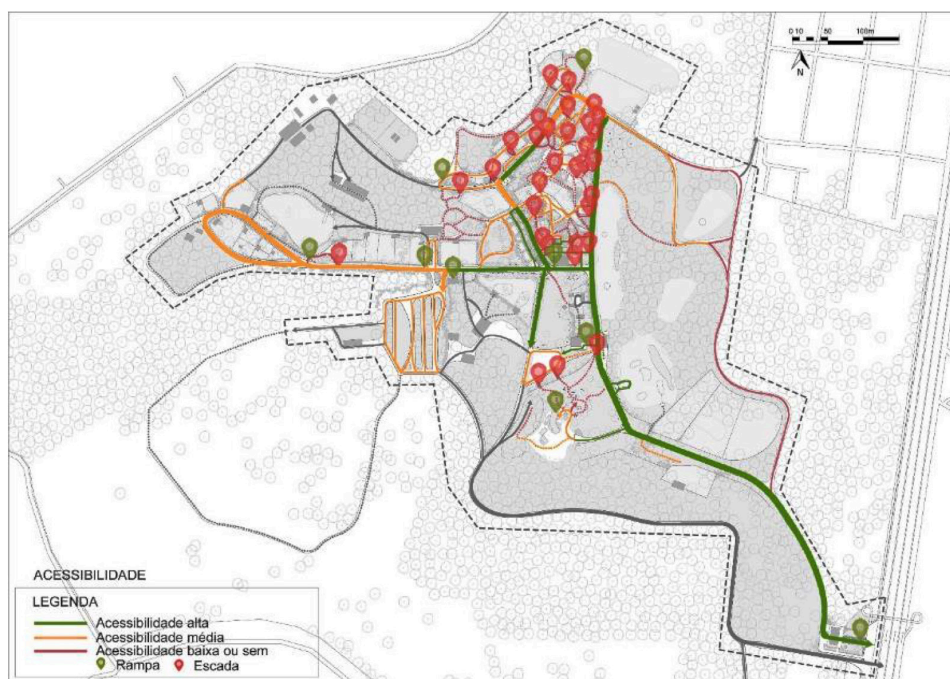 0 10 50 100m
N
ACESSIBILIDADE
LEGENDA
Acessibilidade alta
Acessibilidade média
Acessibilidade baixa ou sem
Rampa Escada